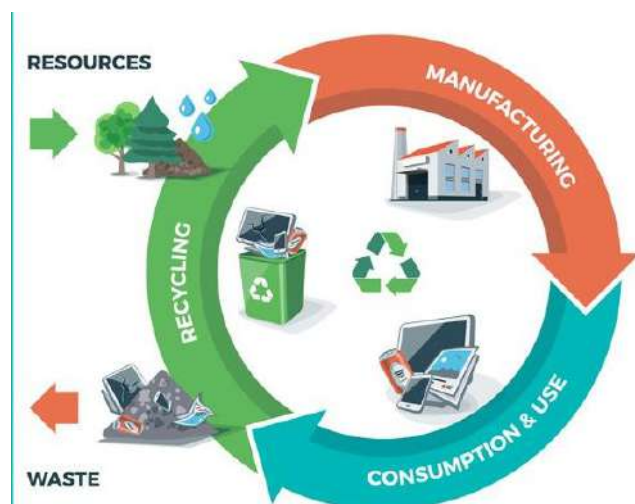 RESOURCES
MANUFACTURING
RECYCLING
CONSUMPTION & USE
WASTE